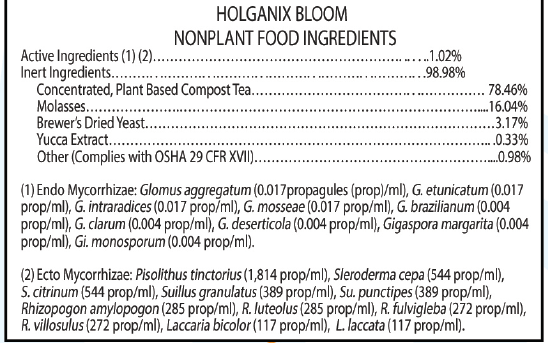 HOLGANIX BLOOM
NONPLANT FOOD INGREDIENTS
Active Ingredients (1) (2)……………………………………………………1.02%
Inert Ingredients……………………………………………………………98.98%
Concentrated, Plant Based Compost Tea…………………………………… 78.46%
Molasses…………………………………………………………………16.04%
Brewer's Dried Yeast…………………………………………………………3.17%
Yucca Extract………………………………………………………………0.33%
Other (Complies with OSHA 29 CFR XVII)……………………………………0.98%
(1) Endo Mycorrhizae: Glomus aggregatum (0.017propagules (prop)/ml), G. etunicatum (0.017
prop/ml), G. intraradices (0.017 prop/ml), G. mosseae (0.017 prop/ml), G. brazilianum (0.004
prop/ml), G. clarum (0.004 prop/ml), G. deserticola (0.004 prop/ml), Gigaspora margarita (0.004
prop/ml), Gi. monosporum (0.004 prop/ml).
(2) Ecto Mycorrhizae: Pisolithus tinctorius (1,814 prop/ml), Sleroderma cepa (544 prop/ml),
S. citrinum (544 prop/ml), Suillus granulatus (389 prop/ml), Su. punctipes (389 prop/ml),
Rhizopogon amylopogon (285 prop/ml), R. luteolus (285 prop/ml), R. fulvigleba (272 prop/ml),
R. villosulus (272 prop/ml), Laccaria bicolor (117 prop/ml), L. laccata (117 prop/ml).